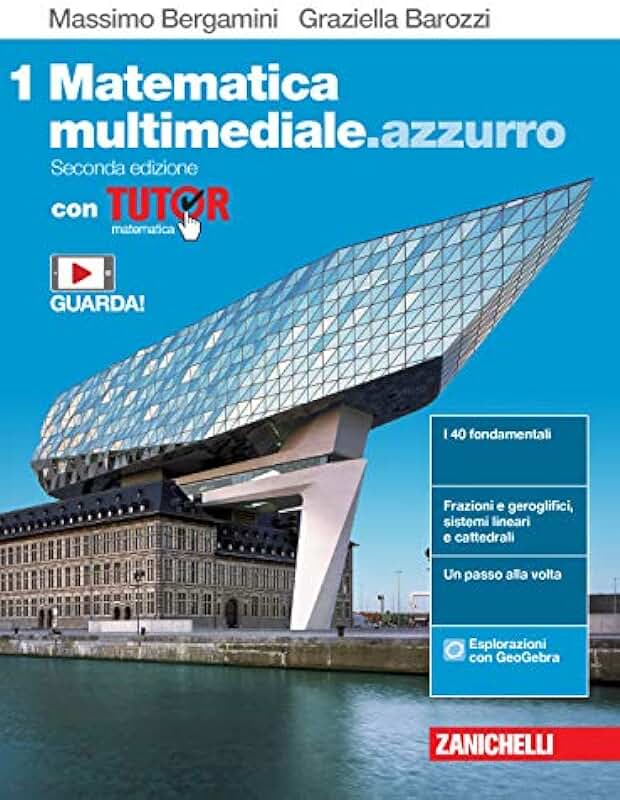 Massimo Bergamini Graziella Barozzi
1 Matematica
multimediale.azzurro
Seconda edizione
con TUTOR
matematica
GUARDA!
I 40 fondamentali
Frazioni e geroglifici,
sistemi lineari
e cattedrali
Un passo alla volta
Esplorazioni
con GeoGebra
ZANICHELLI